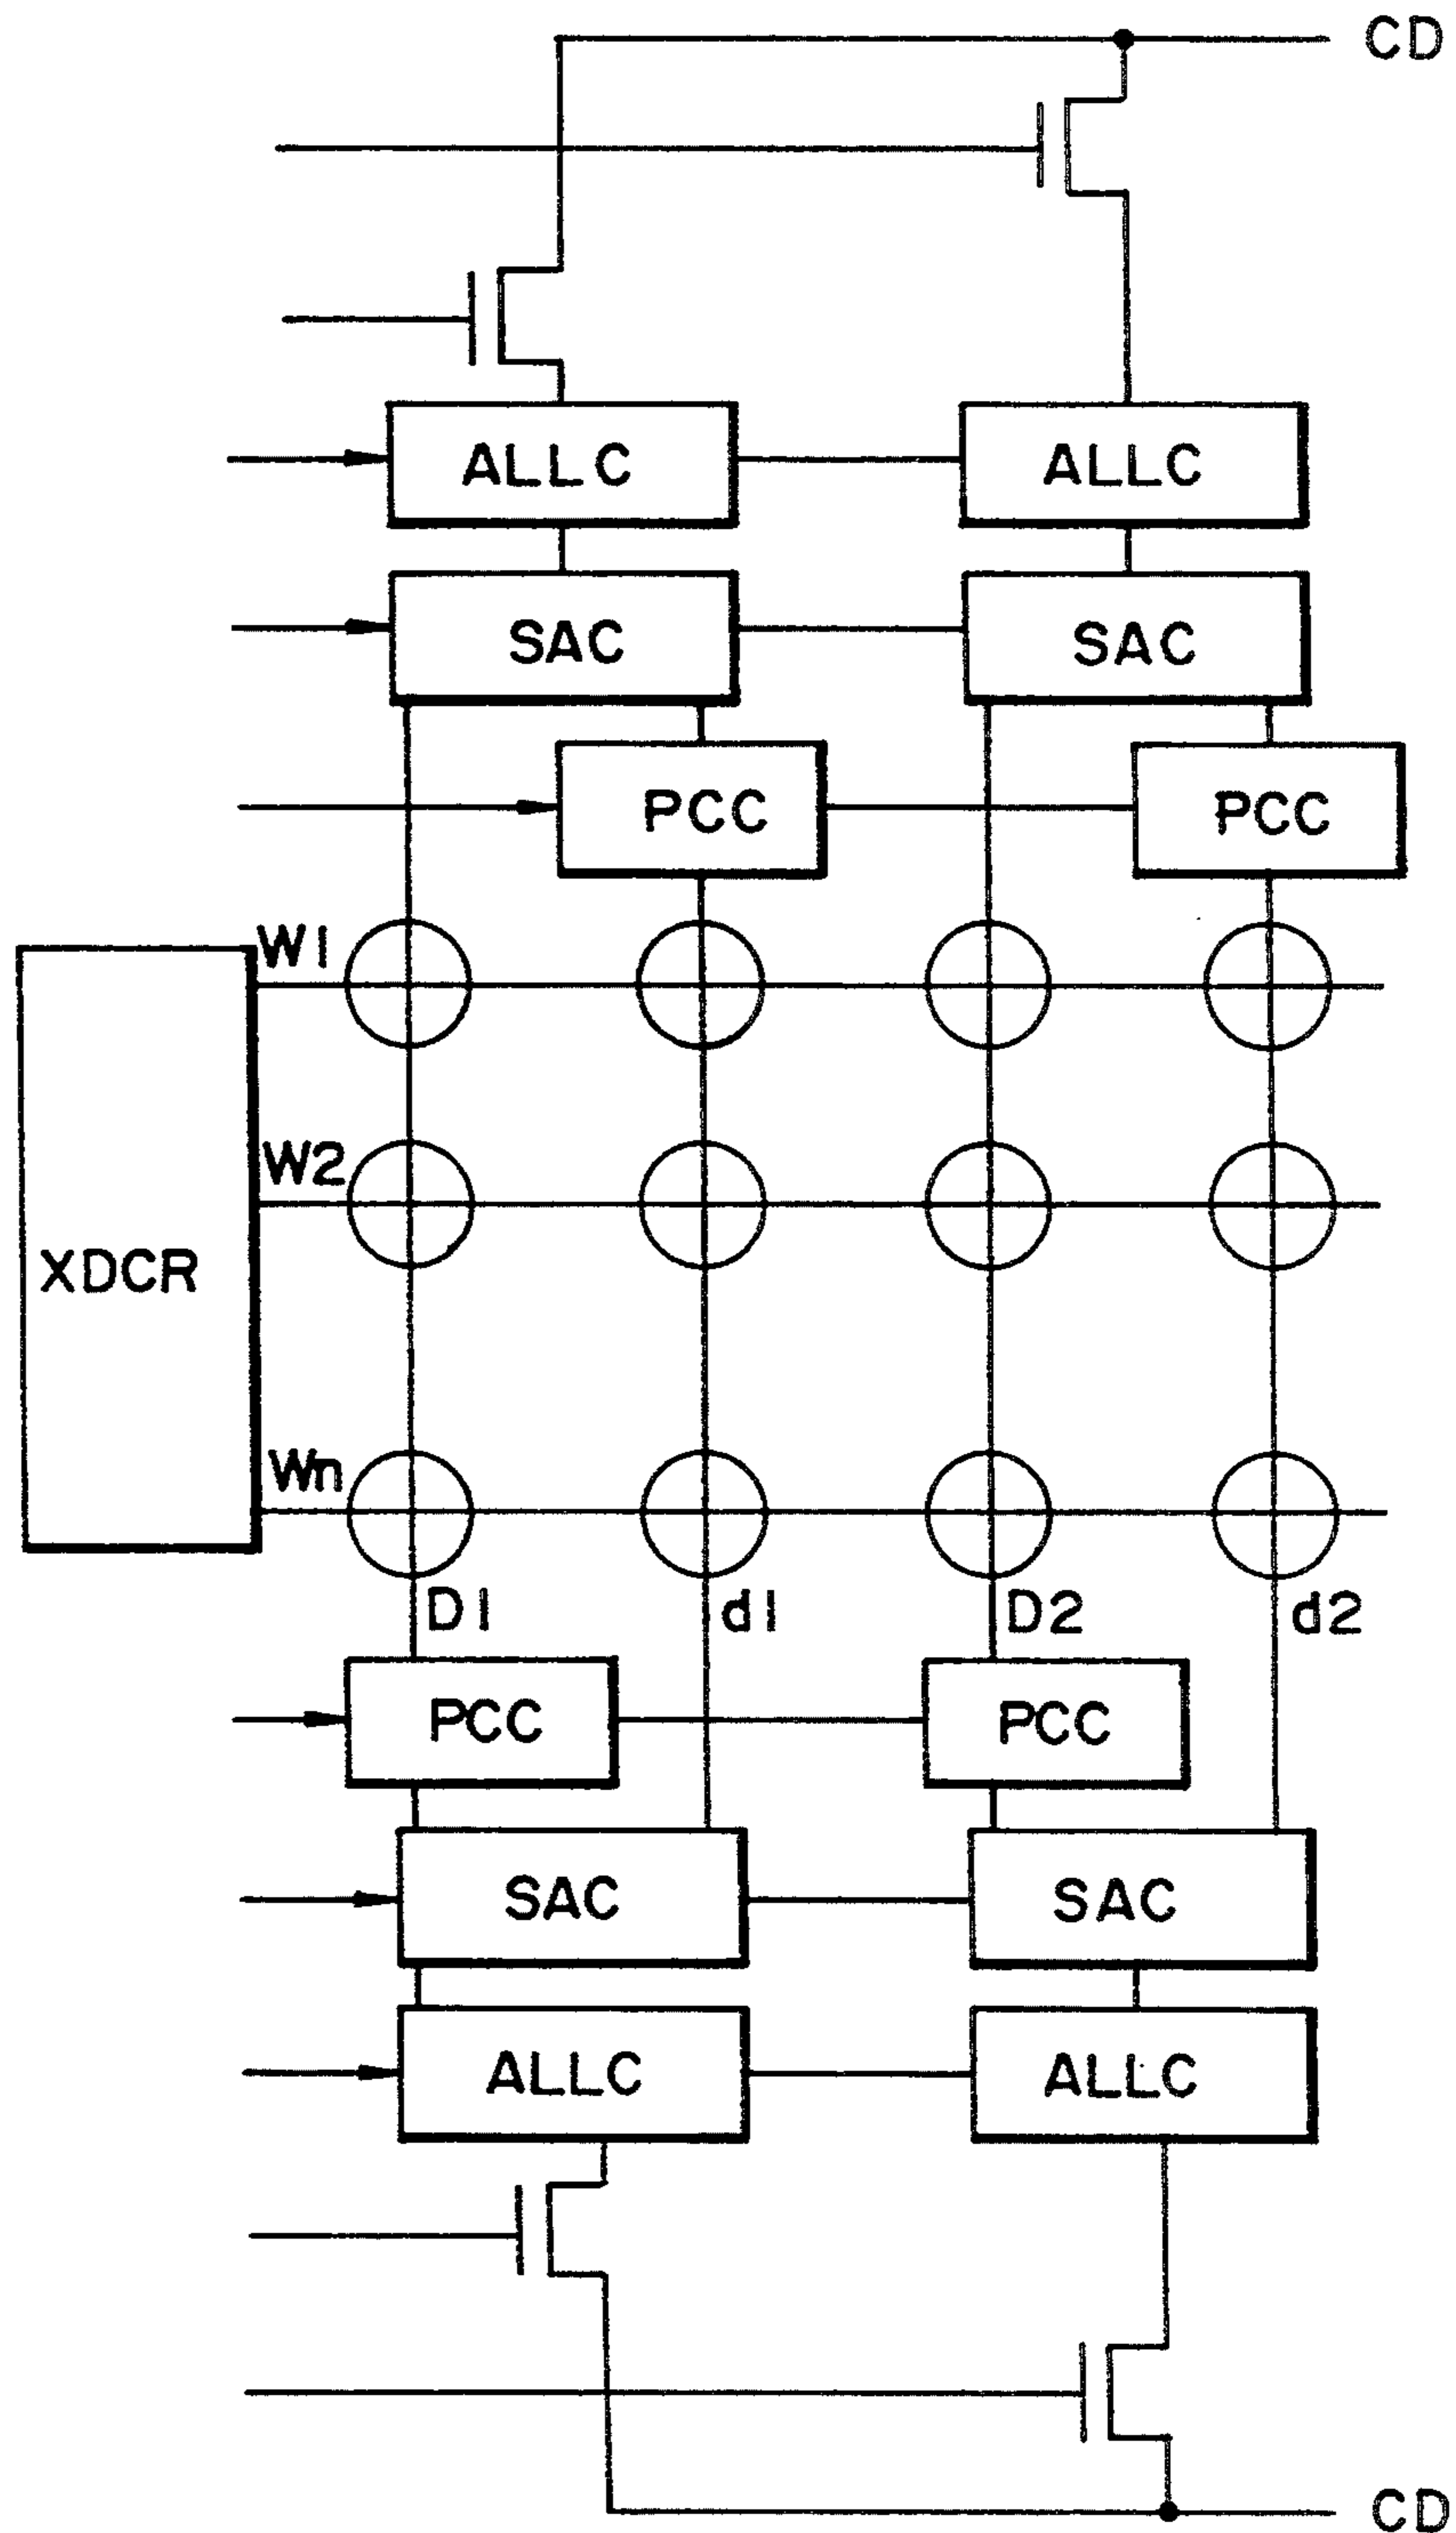 CD
ALLC ALLC
SAC SAC
PCC PCC
W1
W2
XDCR
Wn
D1 d1 D2 d2
PCC PCC
SAC SAC
ALLC ALLC
CD